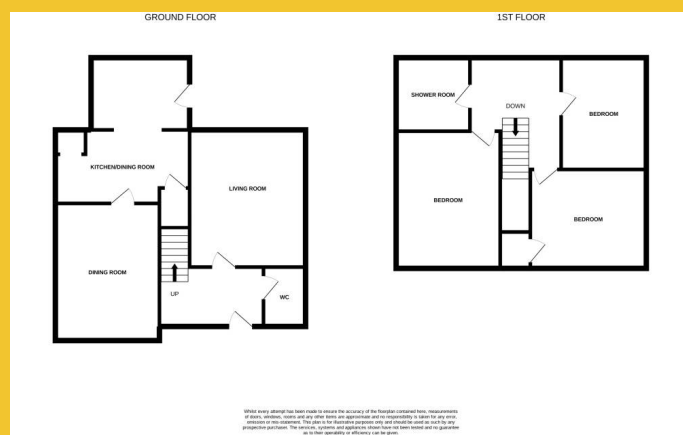 GROUND FLOOR
1ST FLOOR
SHOWER ROOM
DOWN
BEDROOM
KITCHEN/DINING ROOM
LIVING ROOM
BEDROOM
BEDROOM
DINING ROOM
UP
WC
Whilst every attempt has been made to ensure the accuracy of the floorplan contained here, measurements
of doors, windows, rooms and any other items are approximate and no responsibility is taken for any error,
omission or mis-statement. This plan is for illustrative purposes only and should be used as such by any
prospective purchaser. The services, systems and appliances shown have not been tested and no guarantee
as to their operability or efficiency can be given.